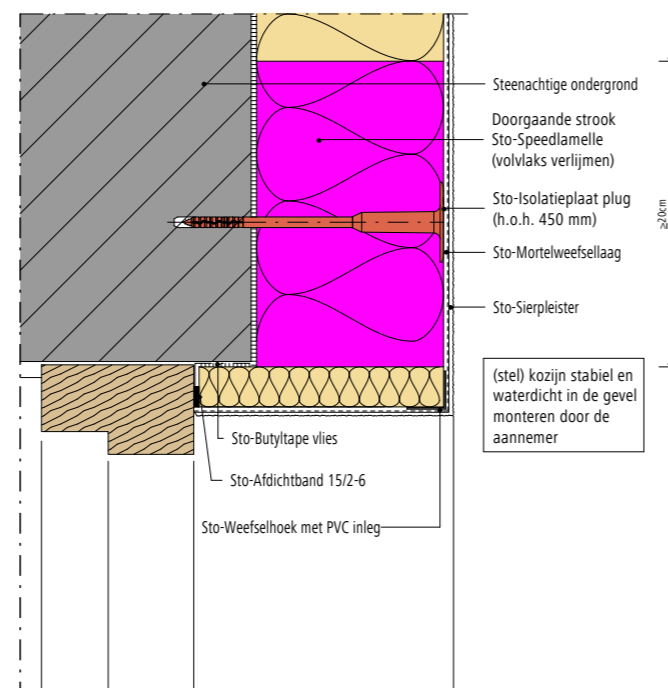 Steenachtige ondergrond
Doorgaande strook
Sto-Speedlamelle
(volvlaks verlijmen)
Sto-Isolatieplaat plug
(h.o.h. 450 mm)
≥20cm
Sto-Mortelweefsellaag
Sto-Sierpleister
(stel) kozijn stabiel en
waterdicht in de gevel
monteren door de
aannemer
Sto-Butyltape vlies
Sto-Afdichtband 15/2-6
Sto-Weefselhoek met PVC inleg